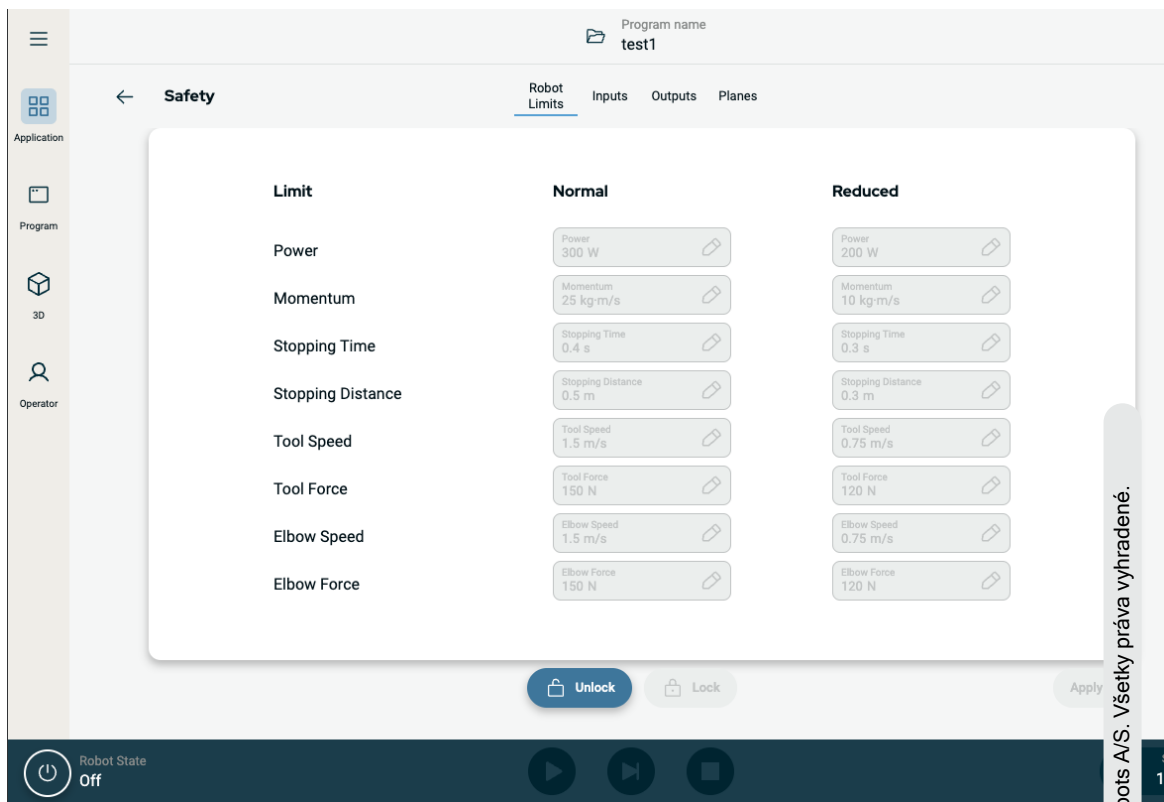 Program name
test1
Application
Program
3D
Operator
Safety
Robot Limits
Inputs
Outputs
Planes
Limit
Normal
Reduced
Power
Power
300 W
Power
200 W
Momentum
Momentum
25 kg·m/s
Momentum
10 kg·m/s
Stopping Time
Stopping Time
0.4 s
Stopping Time
0.3 s
Stopping Distance
Stopping Distance
0.5 m
Stopping Distance
0.3 m
Tool Speed
Tool Speed
1.5 m/s
Tool Speed
0.75 m/s
Tool Force
Tool Force
150 N
Tool Force
120 N
Elbow Speed
Elbow Speed
1.5 m/s
Elbow Speed
0.75 m/s
Elbow Force
Elbow Force
150 N
Elbow Force
120 N
Unlock
Lock
Apply
Robot State
Off
A/S. Všetky práva vyhradené.